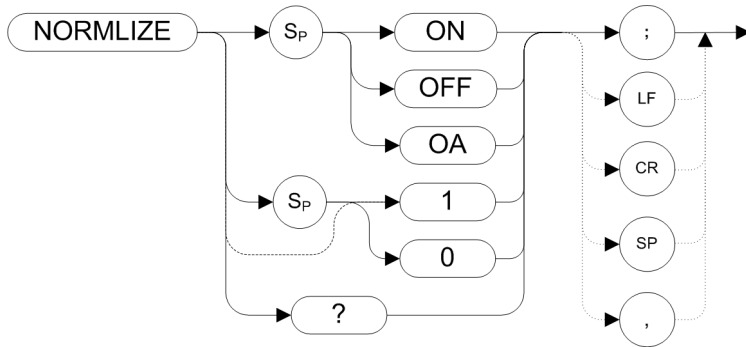 NORMLIZE
SP
ON
;
OFF
LF
OA
CR
SP
1
SP
0
?
,